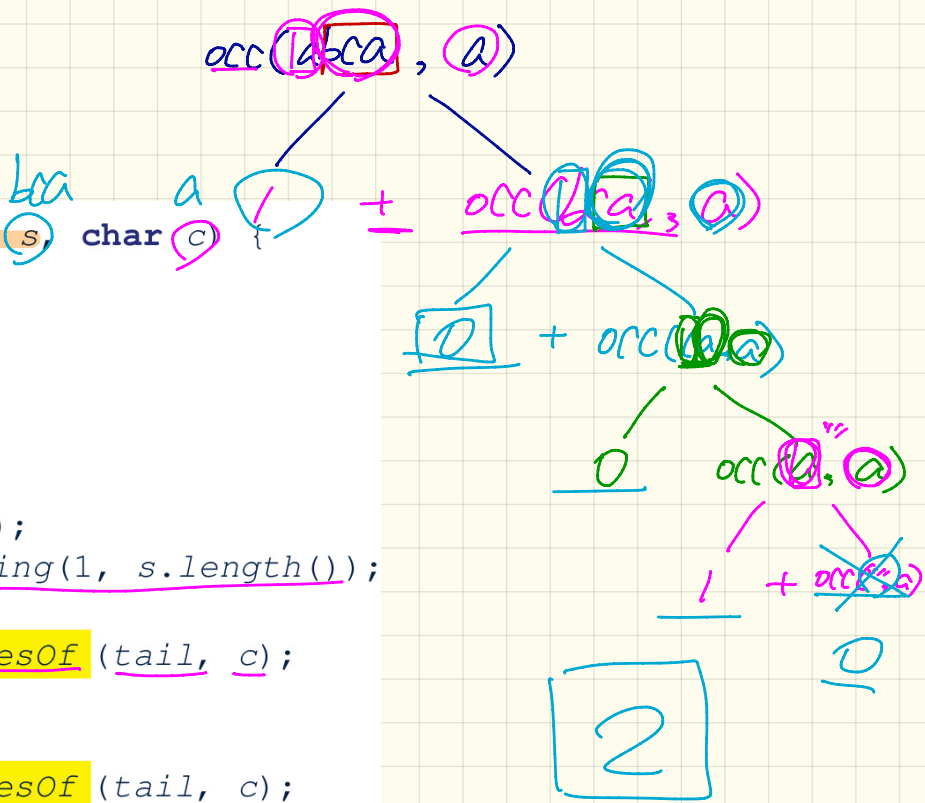 occ(abca, a)
bca a 1 + occ(bca, a)
s, char c) {
0 + occ(ca, a)
0 occ(a, a) ""
);
ing(1, s.length());
1 + occ("", a)
esOf (tail, c);
0
2
esOf (tail, c);